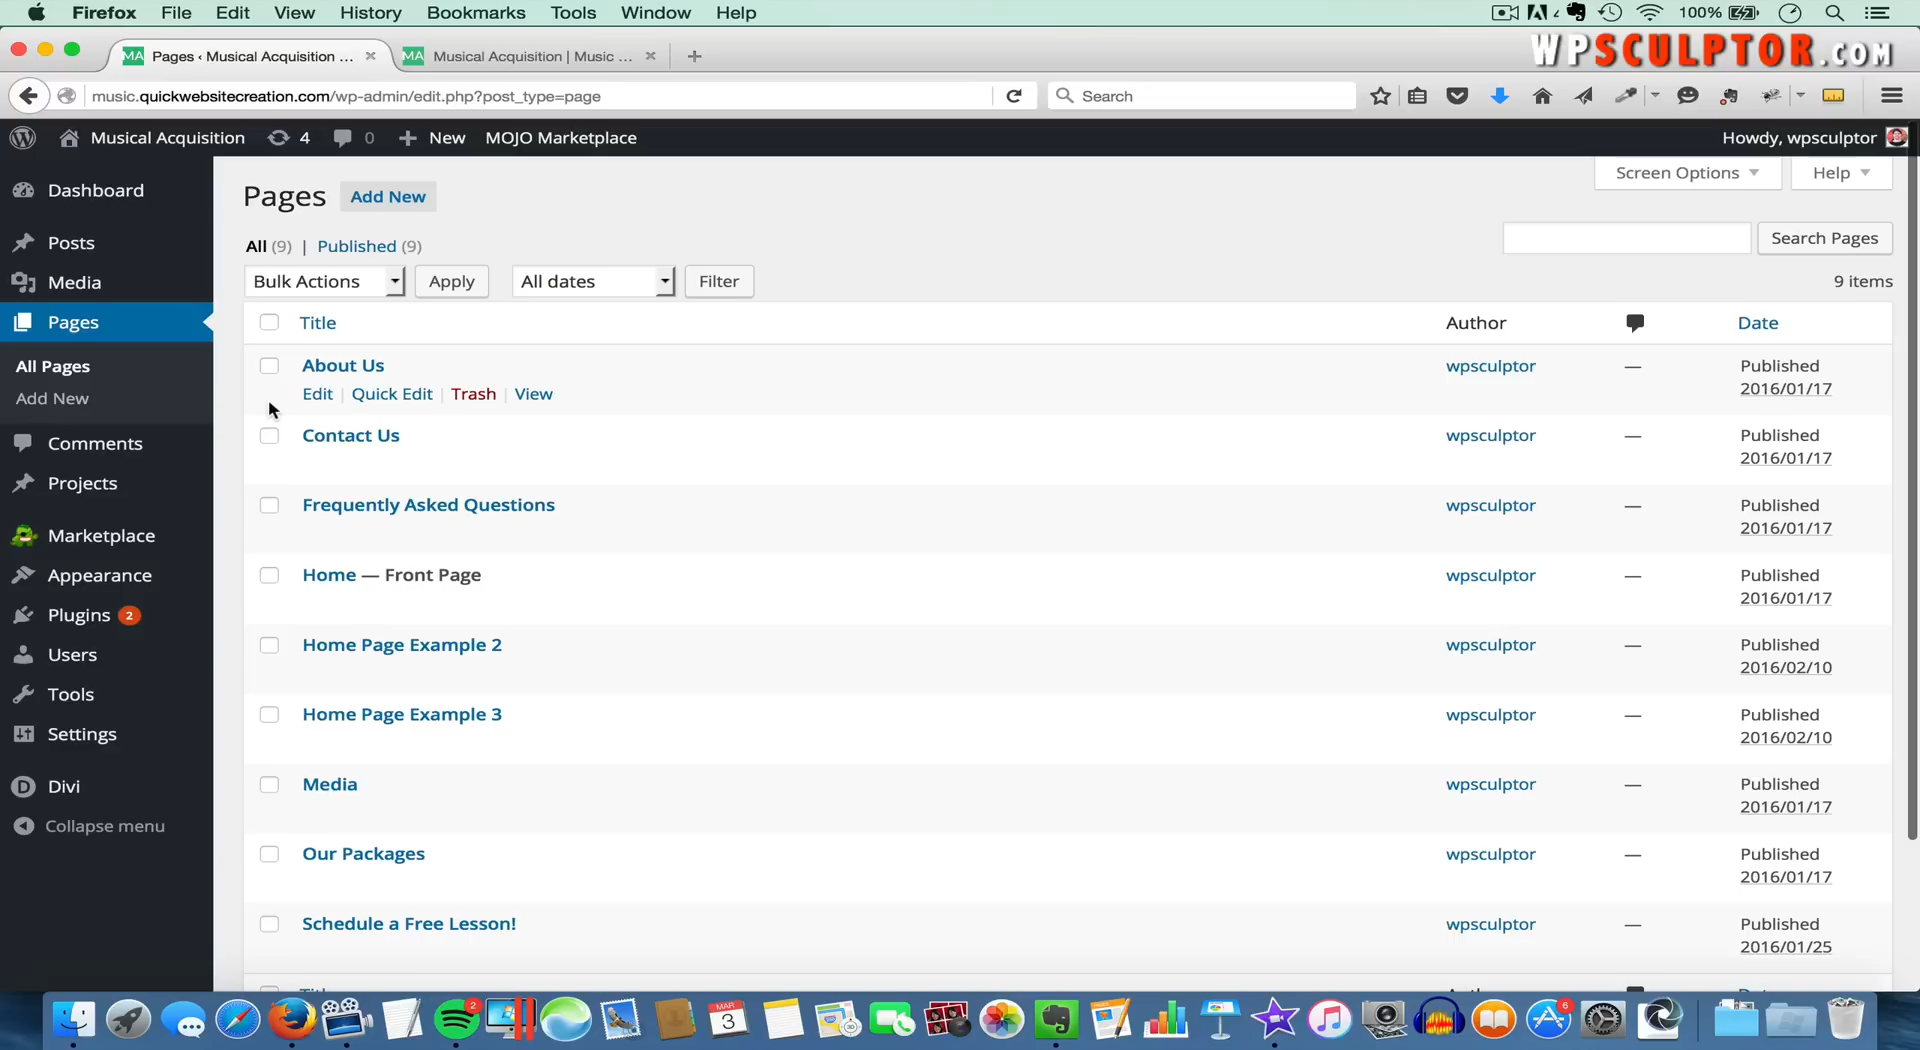 Firefox File Edit View History Bookmarks Tools Window Help 100%
Pages ‹ Musical Acquisition ... Musical Acquisition | Music ...
WPSCULPTOR.COM
music.quickwebsitecreation.com/wp-admin/edit.php?post_type=page Search
Musical Acquisition 4 0 New MOJO Marketplace Howdy, wpsculptor
Screen Options Help
Dashboard
Posts
Media
Pages
All Pages
Add New
Comments
Projects
Marketplace
Appearance
Plugins 2
Users
Tools
Settings
Divi
Collapse menu
Pages Add New
All (9) | Published (9)
Search Pages
Bulk Actions Apply All dates Filter 9 items
Title Author Date
About Us wpsculptor — Published
2016/01/17
Edit | Quick Edit | Trash | View
Contact Us wpsculptor — Published
2016/01/17
Frequently Asked Questions wpsculptor — Published
2016/01/17
Home — Front Page wpsculptor — Published
2016/01/17
Home Page Example 2 wpsculptor — Published
2016/02/10
Home Page Example 3 wpsculptor — Published
2016/02/10
Media wpsculptor — Published
2016/01/17
Our Packages wpsculptor — Published
2016/01/17
Schedule a Free Lesson! wpsculptor — Published
2016/01/25
2
MAR
3
6